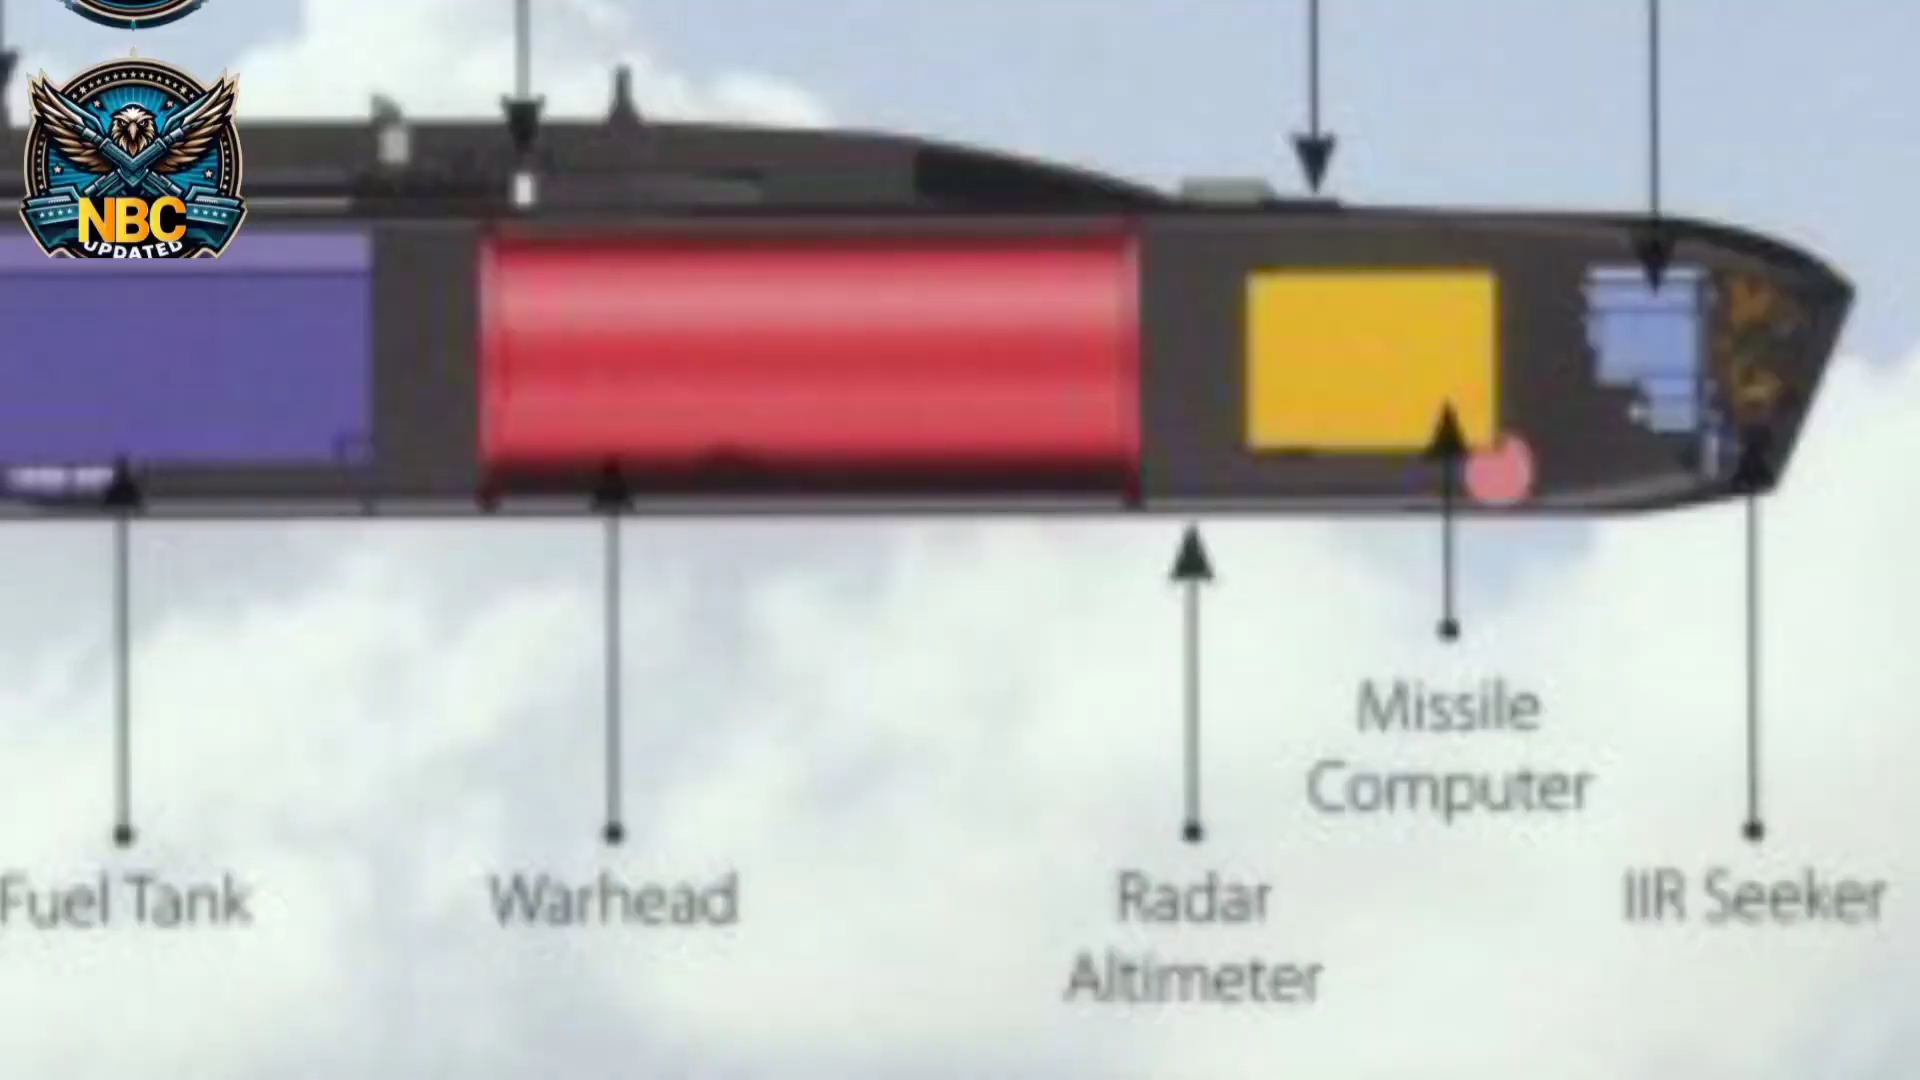 NBC
UPDATED
Missile
Computer
Fuel Tank
Warhead
Radar
Altimeter
IIR Seeker